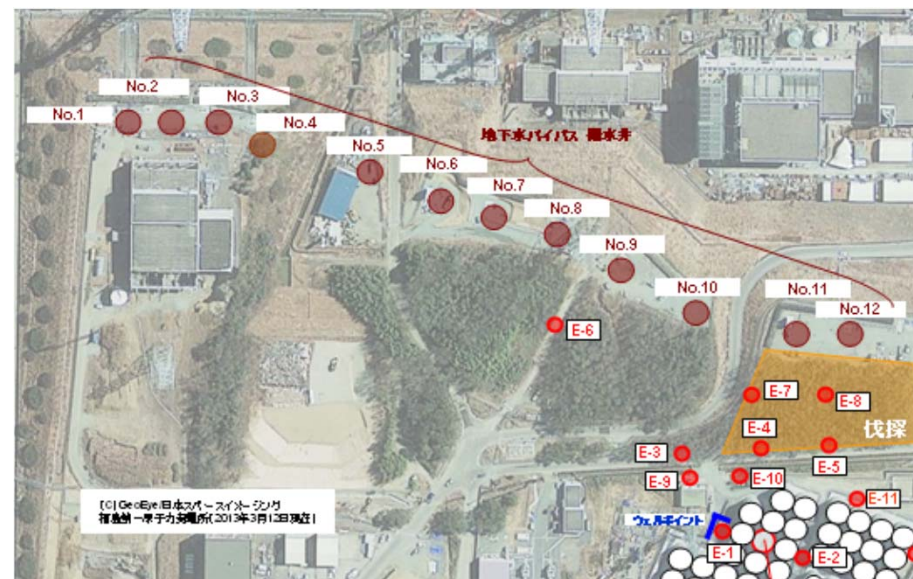 No.1
No.2
No.3
No.4
No.5
No.6
No.7
No.8
No.9
No.10
No.11
No.12
地下水バイパス 揚水井
E-6
E-7
E-8
伐採
E-4
E-5
E-3
E-9
E-10
E-11
ウェルポイント
E-1
E-2
(C)GeoEye/日本スペースイメージング
福島第一原子力発電所(2013年3月12日現在)